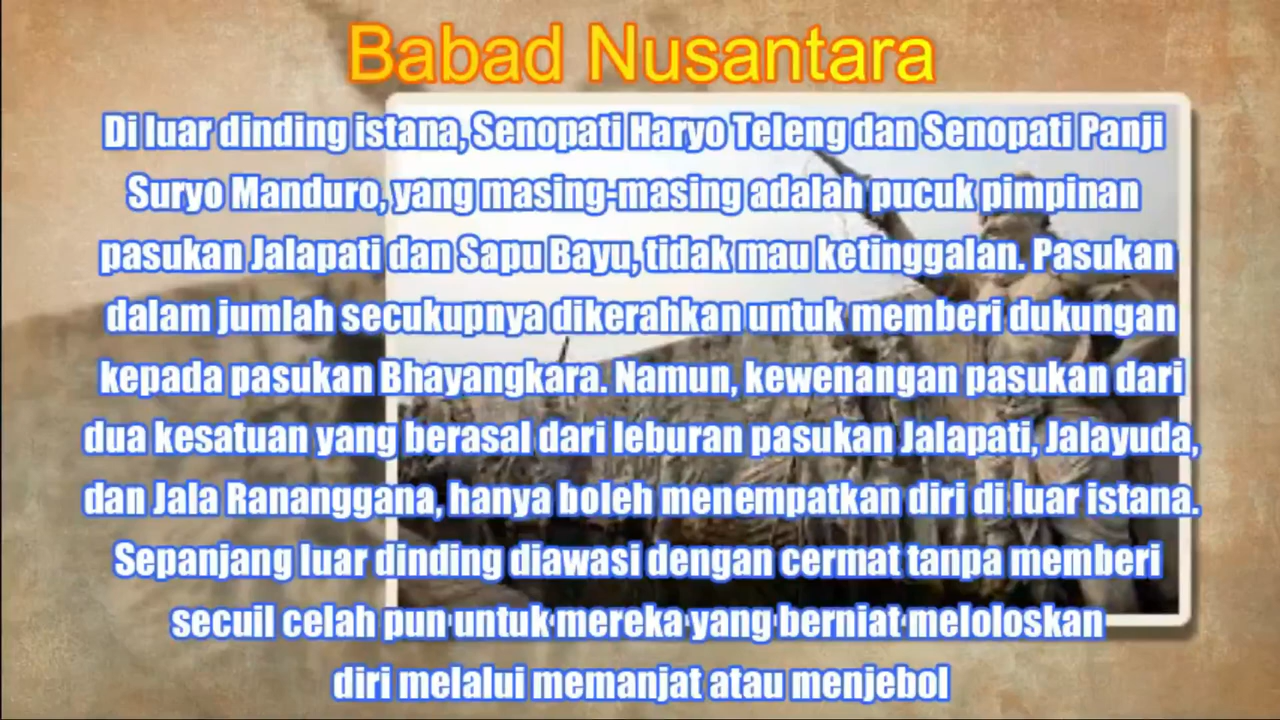 Babad Nusantara
Di luar dinding istana, Senopati Haryo Teleng dan Senopati Panji
Suryo Manduro, yang masing-masing adalah pucuk pimpinan
pasukan Jalapati dan Sapu Bayu, tidak mau ketinggalan. Pasukan
dalam jumlah secukupnya dikerahkan untuk memberi dukungan
kepada pasukan Bhayangkara. Namun, kewenangan pasukan dari
dua kesatuan yang berasal dari leburan pasukan Jalapati, Jalayuda,
dan Jala Rananggana, hanya boleh menempatkan diri di luar istana.
Sepanjang luar dinding diawasi dengan cermat tanpa memberi
secuil celah pun untuk mereka yang berniat meloloskan
diri melalui memanjat atau menjebol